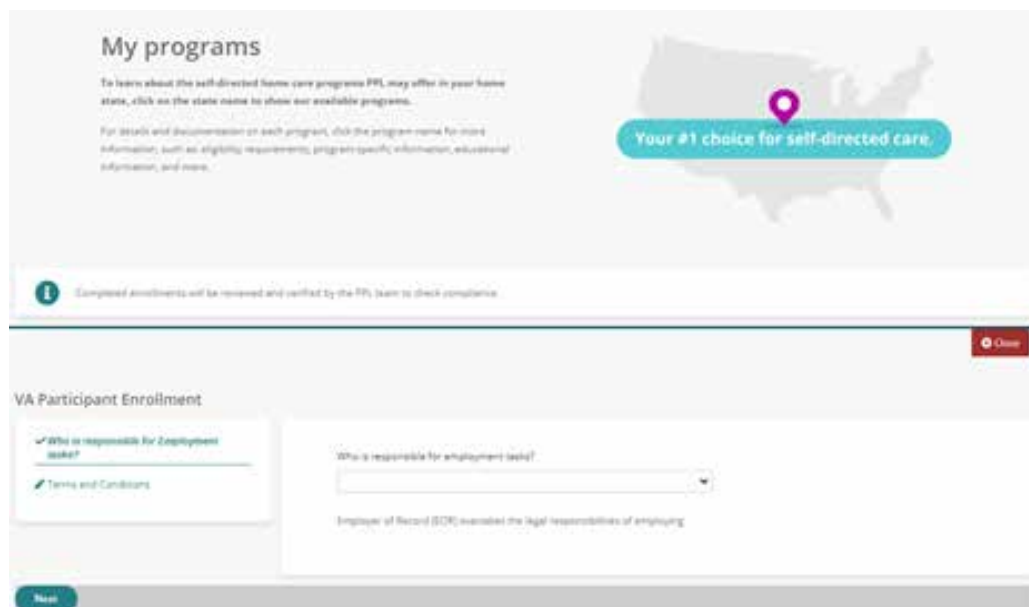 My programs
To learn about the self-directed home care programs PPL may offer in your home
state, click on the state name to show our available programs.
For details and documentation on each program, click the program name for more
information, such as: eligibility requirements, program specific information, educational
information, and more.
Your #1 choice for self-directed care.
Completed enrollments will be reviewed and verified by the PPL team to check compliance.
Close
VA Participant Enrollment
Who is responsible for Employment
tasks?
Terms and Conditions
Who is responsible for employment tasks?
Employer of Record (EOR) executes the legal responsibilities of employing
Next